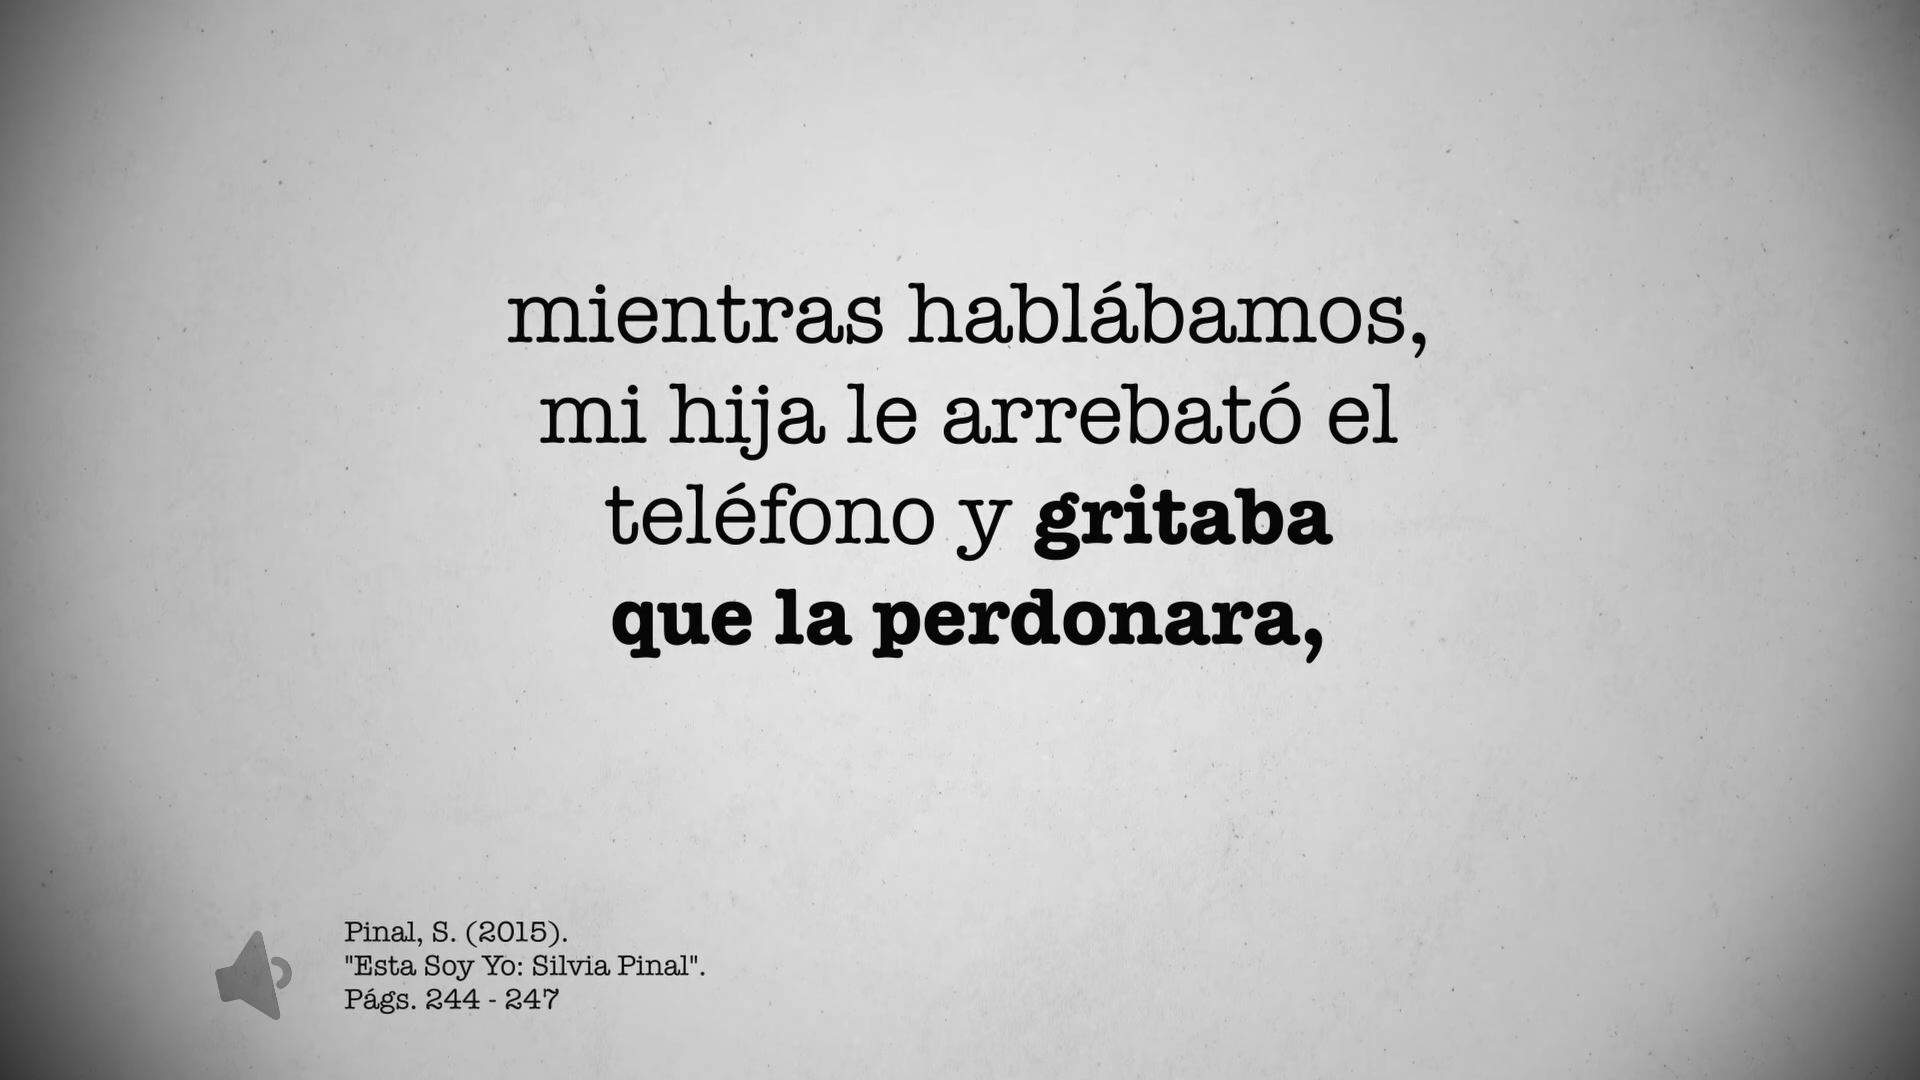 mientras hablábamos,
mi hija le arrebató el
teléfono y gritaba
que la perdonara,
Pinal, S. (2015).
"Esta Soy Yo: Silvia Pinal".
Págs. 244 - 247